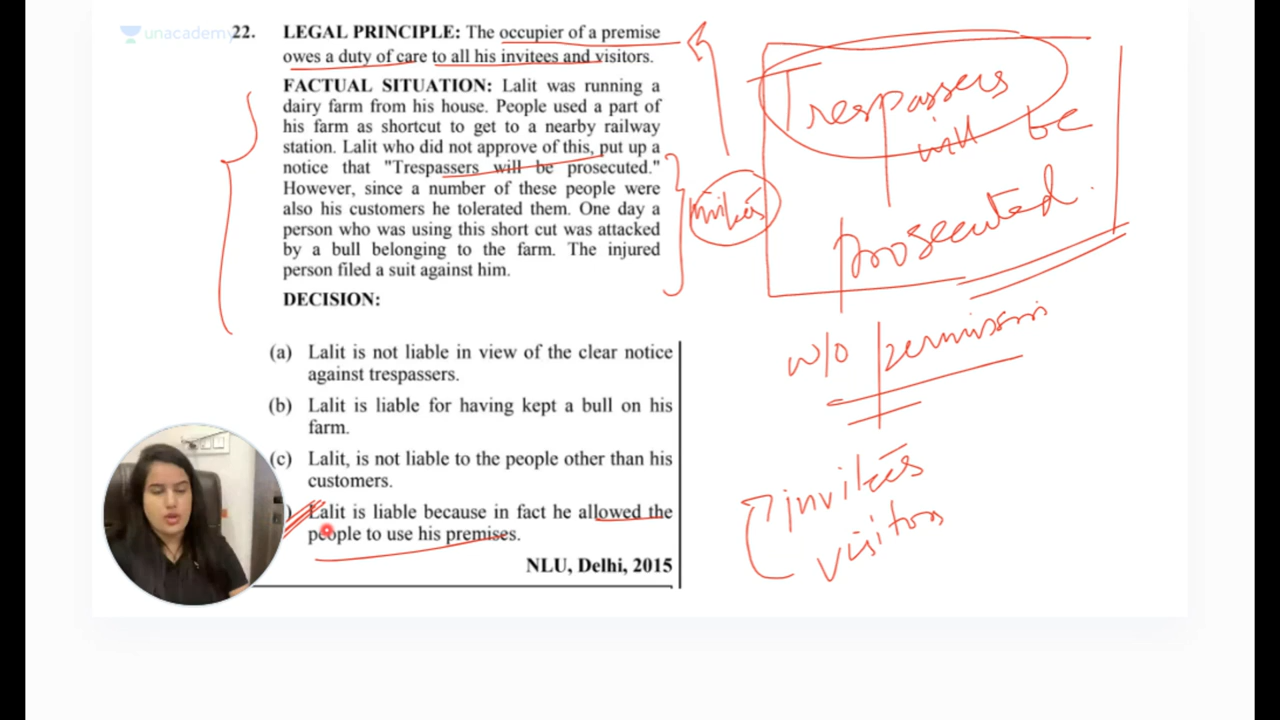 unacademy
22. LEGAL PRINCIPLE: The occupier of a premise
owes a duty of care to all his invitees and visitors.
FACTUAL SITUATION: Lalit was running a
dairy farm from his house. People used a part of
his farm as shortcut to get to a nearby railway
station. Lalit who did not approve of this, put up a
notice that "Trespassers will be prosecuted."
However, since a number of these people were
also his customers he tolerated them. One day a
person who was using this short cut was attacked
by a bull belonging to the farm. The injured
person filed a suit against him.
DECISION:
(a) Lalit is not liable in view of the clear notice
against trespassers.
(b) Lalit is liable for having kept a bull on his
farm.
(c) Lalit, is not liable to the people other than his
customers.
) Lalit is liable because in fact he allowed the
people to use his premises.
NLU, Delhi, 2015
Trespassers
will be
prosecuted.
w/o permission
invitees
visitors